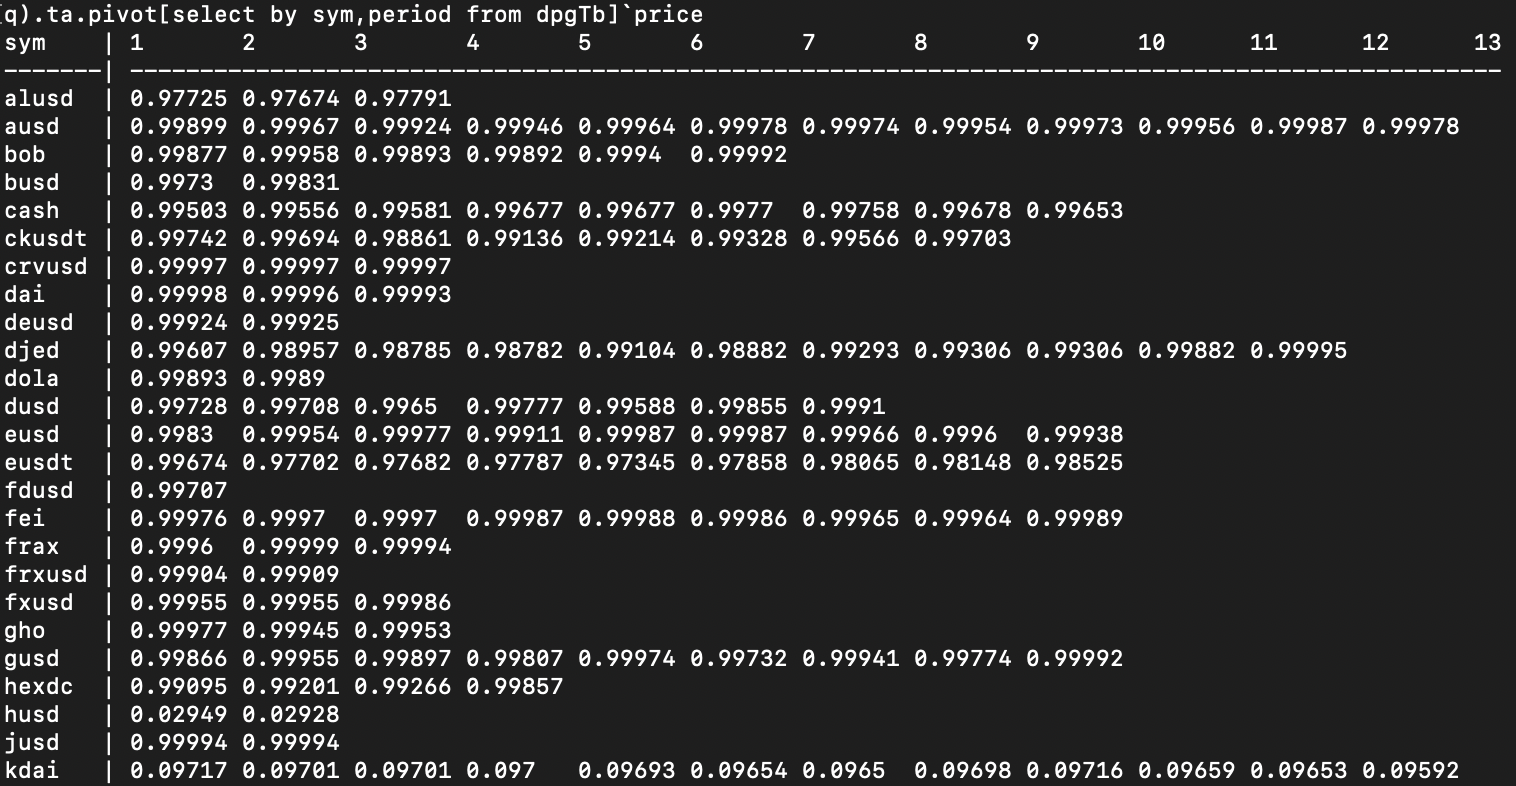 q).ta.pivot[select by sym,period from dpgTb]`price
sym    | 1       2       3       4       5       6       7       8       9       10      11      12      13
-------| --------------------------------------------------------------------------------------------------
alusd  | 0.97725 0.97674 0.97791
ausd   | 0.99899 0.99967 0.99924 0.99946 0.99964 0.99978 0.99974 0.99954 0.99973 0.99956 0.99987 0.99978
bob    | 0.99877 0.99958 0.99893 0.99892 0.9994  0.99992
busd   | 0.9973  0.99831
cash   | 0.99503 0.99556 0.99581 0.99677 0.99677 0.9977  0.99758 0.99678 0.99653
ckusdt | 0.99742 0.99694 0.98861 0.99136 0.99214 0.99328 0.99566 0.99703
crvusd | 0.99997 0.99997 0.99997
dai    | 0.99998 0.99996 0.99993
deusd  | 0.99924 0.99925
djed   | 0.99607 0.98957 0.98785 0.98782 0.99104 0.98882 0.99293 0.99306 0.99306 0.99882 0.99995
dola   | 0.99893 0.9989
dusd   | 0.99728 0.99708 0.9965  0.99777 0.99588 0.99855 0.9991
eusd   | 0.9983  0.99954 0.99977 0.99911 0.99987 0.99987 0.99966 0.9996  0.99938
eusdt  | 0.99674 0.97702 0.97682 0.97787 0.97345 0.97858 0.98065 0.98148 0.98525
fdusd  | 0.99707
fei    | 0.99976 0.9997  0.9997  0.99987 0.99988 0.99986 0.99965 0.99964 0.99989
frax   | 0.9996  0.99999 0.99994
frxusd | 0.99904 0.99909
fxusd  | 0.99955 0.99955 0.99986
gho    | 0.99977 0.99945 0.99953
gusd   | 0.99866 0.99955 0.99897 0.99807 0.99974 0.99732 0.99941 0.99774 0.99992
hexdc  | 0.99095 0.99201 0.99266 0.99857
husd   | 0.02949 0.02928
jusd   | 0.99994 0.99994
kdai   | 0.09717 0.09701 0.09701 0.097   0.09693 0.09654 0.0965  0.09698 0.09716 0.09659 0.09653 0.09592